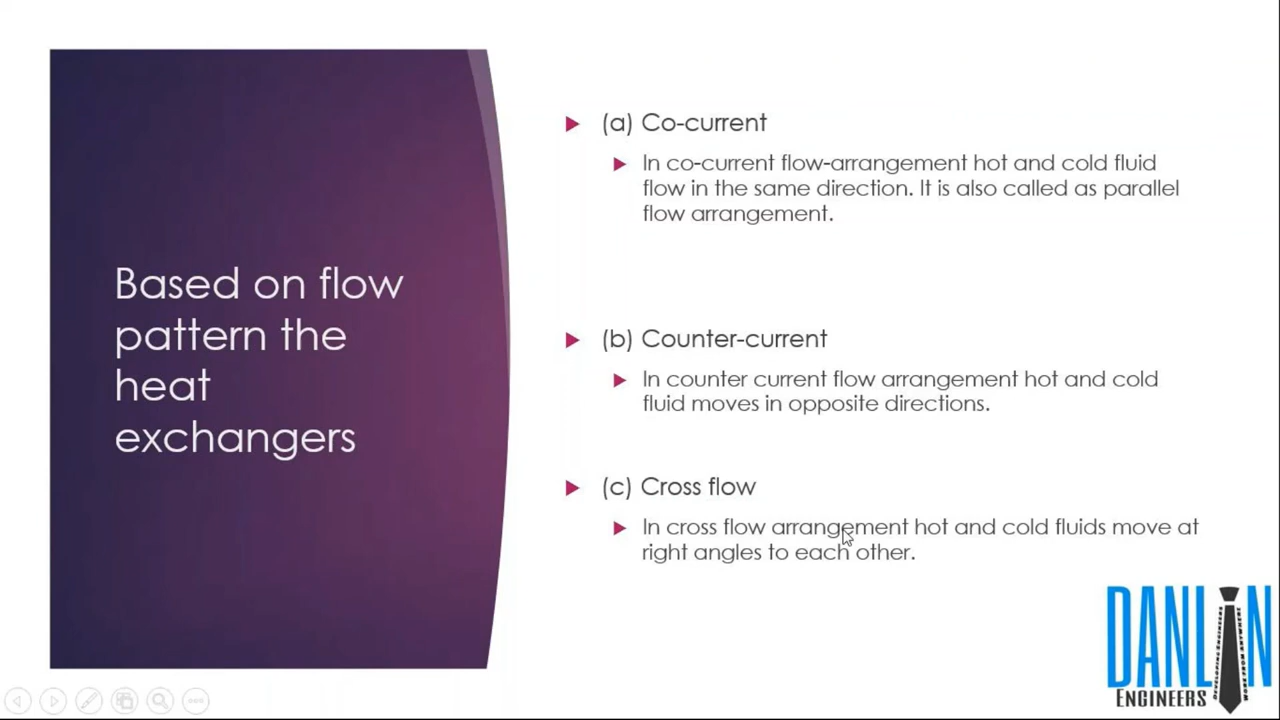 Based on flow
pattern the
heat
exchangers
(a) Co-current
In co-current flow-arrangement hot and cold fluid
flow in the same direction. It is also called as parallel
flow arrangement.
(b) Counter-current
In counter current flow arrangement hot and cold
fluid moves in opposite directions.
(c) Cross flow
In cross flow arrangement hot and cold fluids move at
right angles to each other.
DANLIN
ENGINEERS